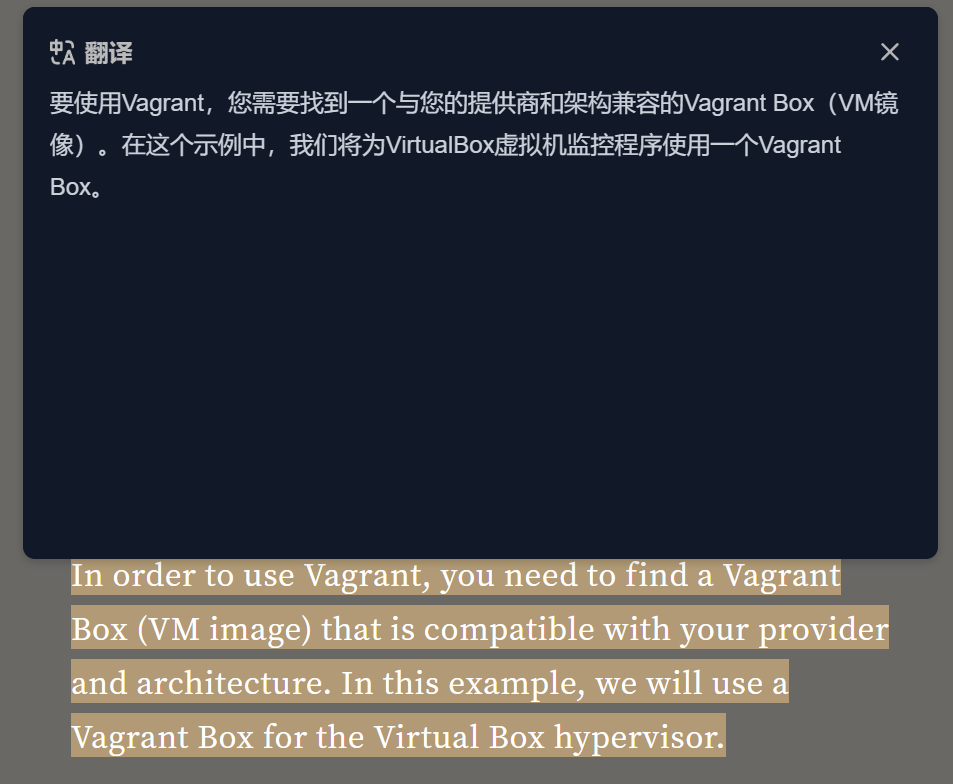 翻译
要使用Vagrant，您需要找到一个与您的提供商和架构兼容的Vagrant Box（VM镜
像）。在这个示例中，我们将为VirtualBox虚拟机监控程序使用一个Vagrant
Box。
In order to use Vagrant, you need to find a Vagrant
Box (VM image) that is compatible with your provider
and architecture. In this example, we will use a
Vagrant Box for the Virtual Box hypervisor.